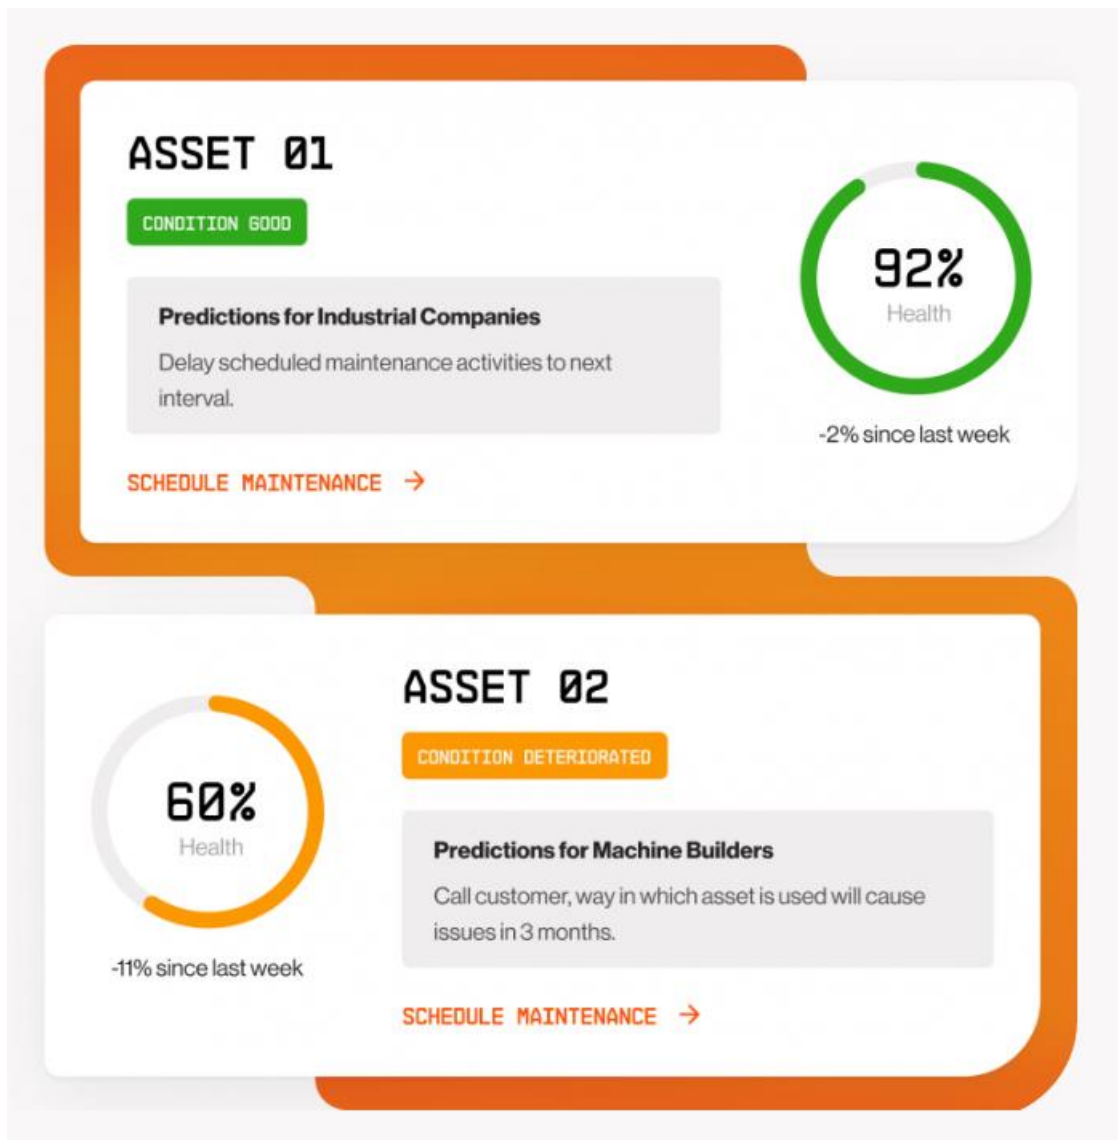 ASSET 01
CONDITION GOOD
Predictions for Industrial Companies
Delay scheduled maintenance activities to next
interval.
SCHEDULE MAINTENANCE →
92%
Health
-2% since last week
60%
Health
-11% since last week
ASSET 02
CONDITION DETERIORATED
Predictions for Machine Builders
Call customer, way in which asset is used will cause
issues in 3 months.
SCHEDULE MAINTENANCE →